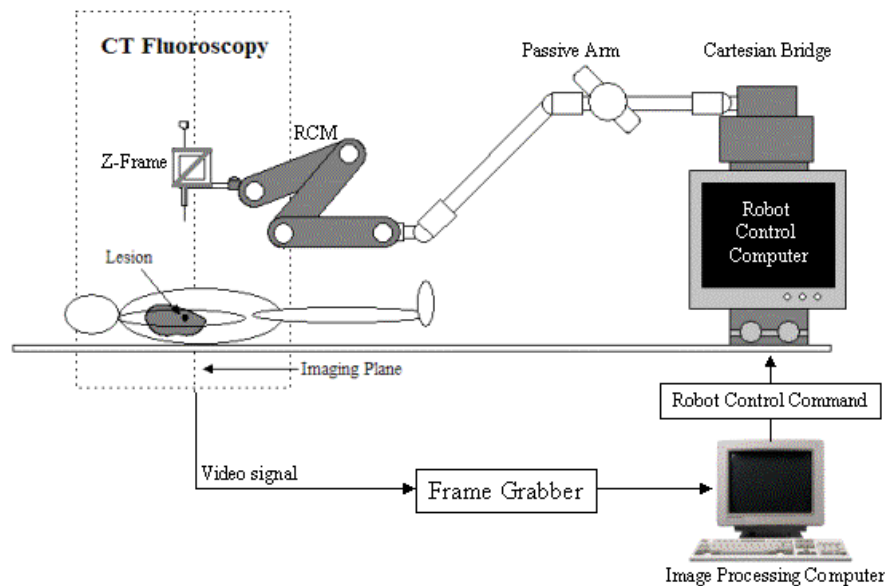 CT Fluoroscopy
Passive Arm
Cartesian Bridge
RCM
Z-Frame
Robot
Control
Computer
Lesion
Imaging Plane
Robot Control Command
Video signal
Frame Grabber
Image Processing Computer